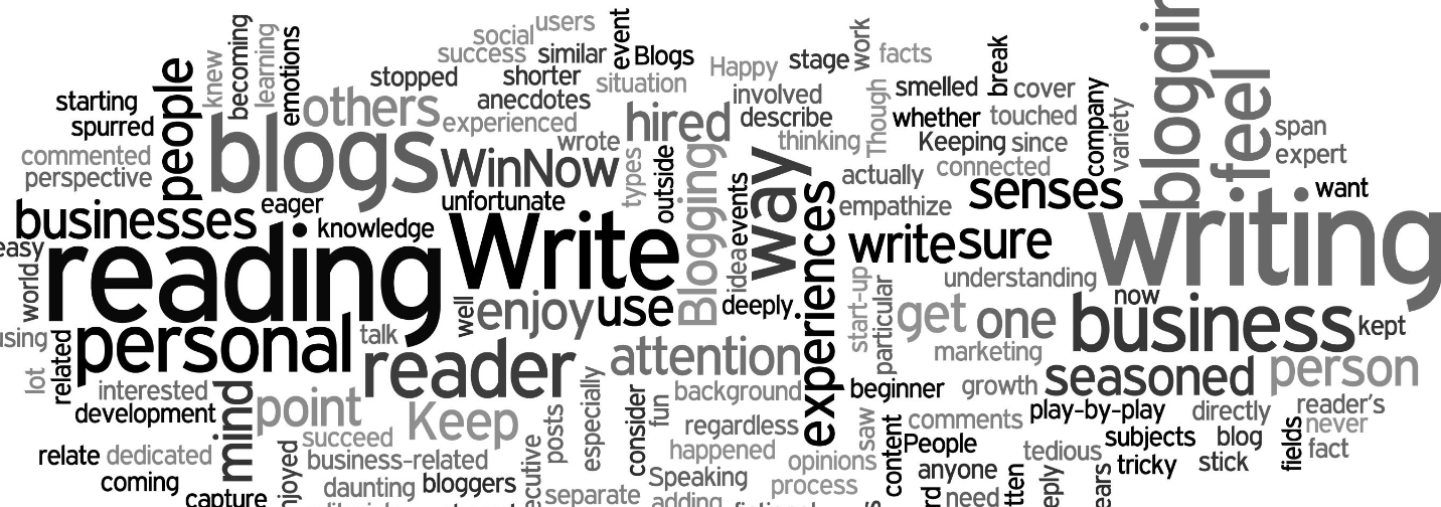 starting
spurred
commented
perspective
people
knew
becoming
learning
emotions
others
blogs
businesses
eager
knowledge
easy
world
reading
using
related
lot
personal
talk
interested
development
mind
point
relate
dedicated
coming
capture
stopped
social
users
success
similar
event
Blogs
shorter
situation
anecdotes
experienced
wrote
hired
WinNow
types
unfortunate
outside
Write
Blogging
well
enjoy
use
reader
attention
Keep
succeed
business-related
daunting
bloggers
posts
especially
consider
fun
background
regardless
happened
Speaking
separate
adding
Happy
stage
work
facts
involved
describe
thinking
Though
smelled
break
cover
whether
touched
Keeping
since
company
variety
connected
actually
empathize
senses
way
events
idea
deeply.
experiences
write
sure
understanding
start-up
particular
get
one
marketing
beginner
growth
saw
content
comments
People
opinions
process
anyone
need
feel
span
expert
want
writing
now
business
kept
seasoned
person
play-by-play
directly
reader's
never
fact
fields
subjects
blog
tedious
tricky
stick